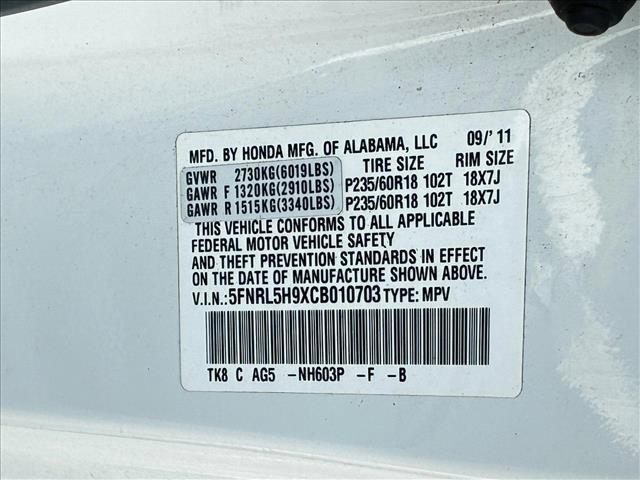 MFD. BY HONDA MFG. OF ALABAMA, LLC 09/'11
TIRE SIZE RIM SIZE
GVWR 2730KG(6019LBS)
GAWR F 1320KG(2910LBS) P235/60R18 102T 18X7J
GAWR R 1515KG(3340LBS) P235/60R18 102T 18X7J
THIS VEHICLE CONFORMS TO ALL APPLICABLE
FEDERAL MOTOR VEHICLE SAFETY
AND THEFT PREVENTION STANDARDS IN EFFECT
ON THE DATE OF MANUFACTURE SHOWN ABOVE.
V.I.N.:5FNRL5H9XCB010703 TYPE: MPV
TK8 C AG5 -NH603P -F -B